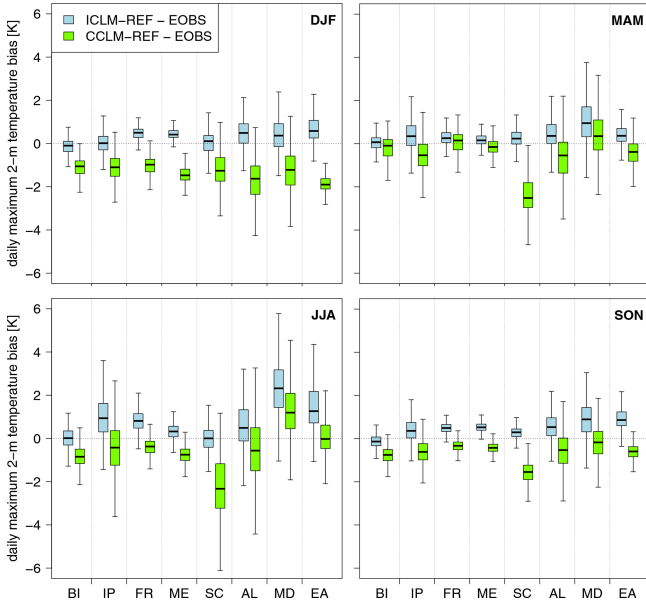 daily maximum 2−m temperature bias [K]
6
4
2
0
−2
−4
−6
ICLM−REF − EOBS
CCLM−REF − EOBS
DJF
MAM
daily maximum 2−m temperature bias [K]
6
4
2
0
−2
−4
−6
JJA
SON
BI IP FR ME SC AL MD EA
BI IP FR ME SC AL MD EA